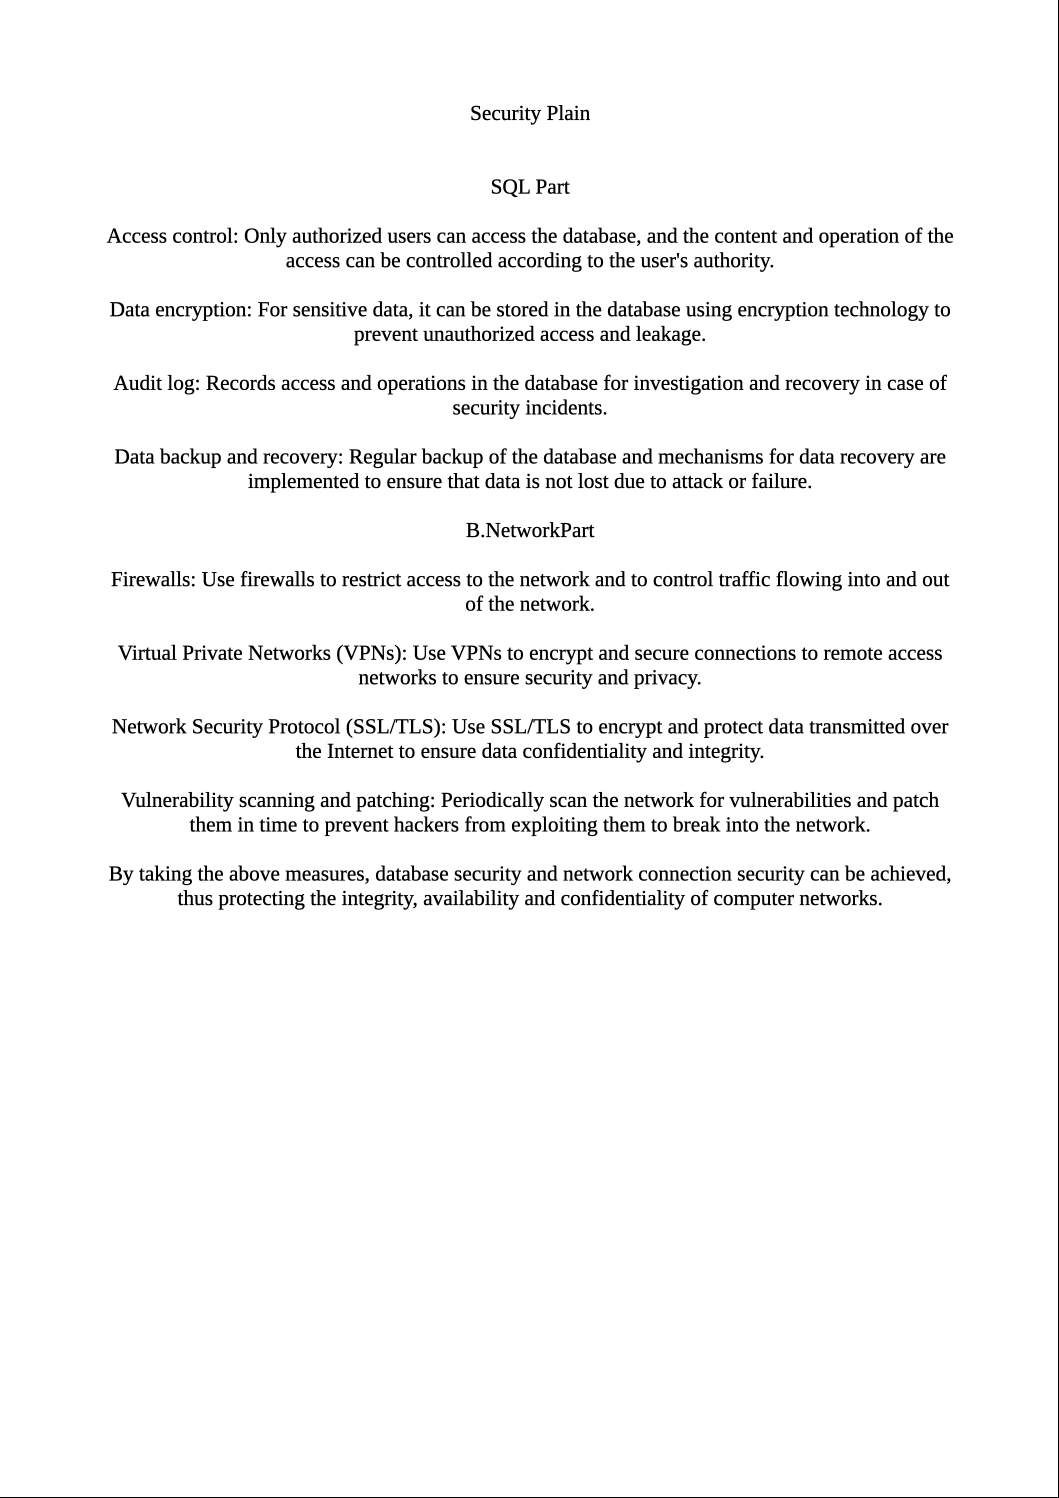 Security Plain
SQL Part
Access control: Only authorized users can access the database, and the content and operation of the
access can be controlled according to the user's authority.
Data encryption: For sensitive data, it can be stored in the database using encryption technology to
prevent unauthorized access and leakage.
Audit log: Records access and operations in the database for investigation and recovery in case of
security incidents.
Data backup and recovery: Regular backup of the database and mechanisms for data recovery are
implemented to ensure that data is not lost due to attack or failure.
B.NetworkPart
Firewalls: Use firewalls to restrict access to the network and to control traffic flowing into and out
of the network.
Virtual Private Networks (VPNs): Use VPNs to encrypt and secure connections to remote access
networks to ensure security and privacy.
Network Security Protocol (SSL/TLS): Use SSL/TLS to encrypt and protect data transmitted over
the Internet to ensure data confidentiality and integrity.
Vulnerability scanning and patching: Periodically scan the network for vulnerabilities and patch
them in time to prevent hackers from exploiting them to break into the network.
By taking the above measures, database security and network connection security can be achieved,
thus protecting the integrity, availability and confidentiality of computer networks.